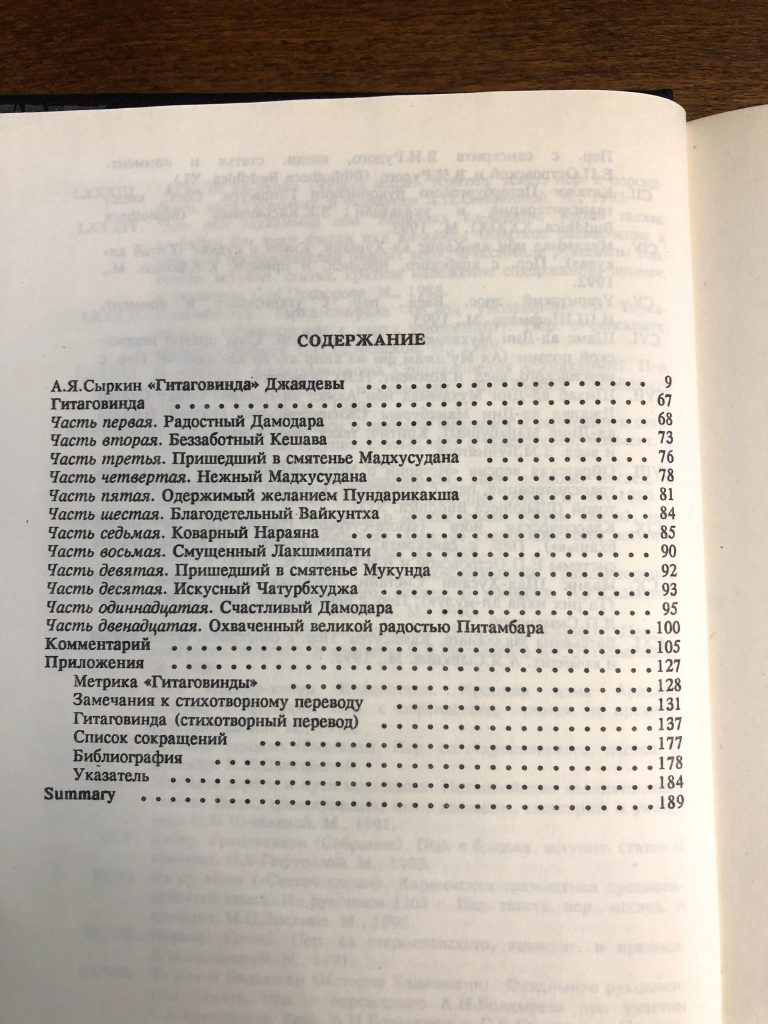 СОДЕРЖАНИЕ
А.Я.Сыркин «Гитаговинда» Джаядевы . . . . . . . . . . . . . . . . . . . 9
Гитаговинда . . . . . . . . . . . . . . . . . . . . . . . . . . . . . . 67
Часть первая. Радостный Дамодара . . . . . . . . . . . . . . . . . . . . 68
Часть вторая. Беззаботный Кешава . . . . . . . . . . . . . . . . . . . . 73
Часть третья. Пришедший в смятенье Мадхусудана . . . . . . . . . . . . . 76
Часть четвертая. Нежный Мадхусудана . . . . . . . . . . . . . . . . . . 78
Часть пятая. Одержимый желанием Пундарикакша . . . . . . . . . . . . . 81
Часть шестая. Благодетельный Вайкунтха . . . . . . . . . . . . . . . . . 84
Часть седьмая. Коварный Нараяна . . . . . . . . . . . . . . . . . . . . 85
Часть восьмая. Смущенный Лакшмипати . . . . . . . . . . . . . . . . . . 90
Часть девятая. Пришедший в смятенье Мукунда . . . . . . . . . . . . . . 92
Часть десятая. Искусный Чатурбхуджа . . . . . . . . . . . . . . . . . . 93
Часть одиннадцатая. Счастливый Дамодара . . . . . . . . . . . . . . . . 95
Часть двенадцатая. Охваченный великой радостью Питамбара . . . . . . . 100
Комментарий . . . . . . . . . . . . . . . . . . . . . . . . . . . . . . 105
Приложения . . . . . . . . . . . . . . . . . . . . . . . . . . . . . . 127
Метрика «Гитаговинды» . . . . . . . . . . . . . . . . . . . . . . . . 128
Замечания к стихотворному переводу . . . . . . . . . . . . . . . . . . 131
Гитаговинда (стихотворный перевод) . . . . . . . . . . . . . . . . . . 137
Список сокращений . . . . . . . . . . . . . . . . . . . . . . . . . . 177
Библиография . . . . . . . . . . . . . . . . . . . . . . . . . . . . . 178
Указатель . . . . . . . . . . . . . . . . . . . . . . . . . . . . . . 184
Summary . . . . . . . . . . . . . . . . . . . . . . . . . . . . . . . 189